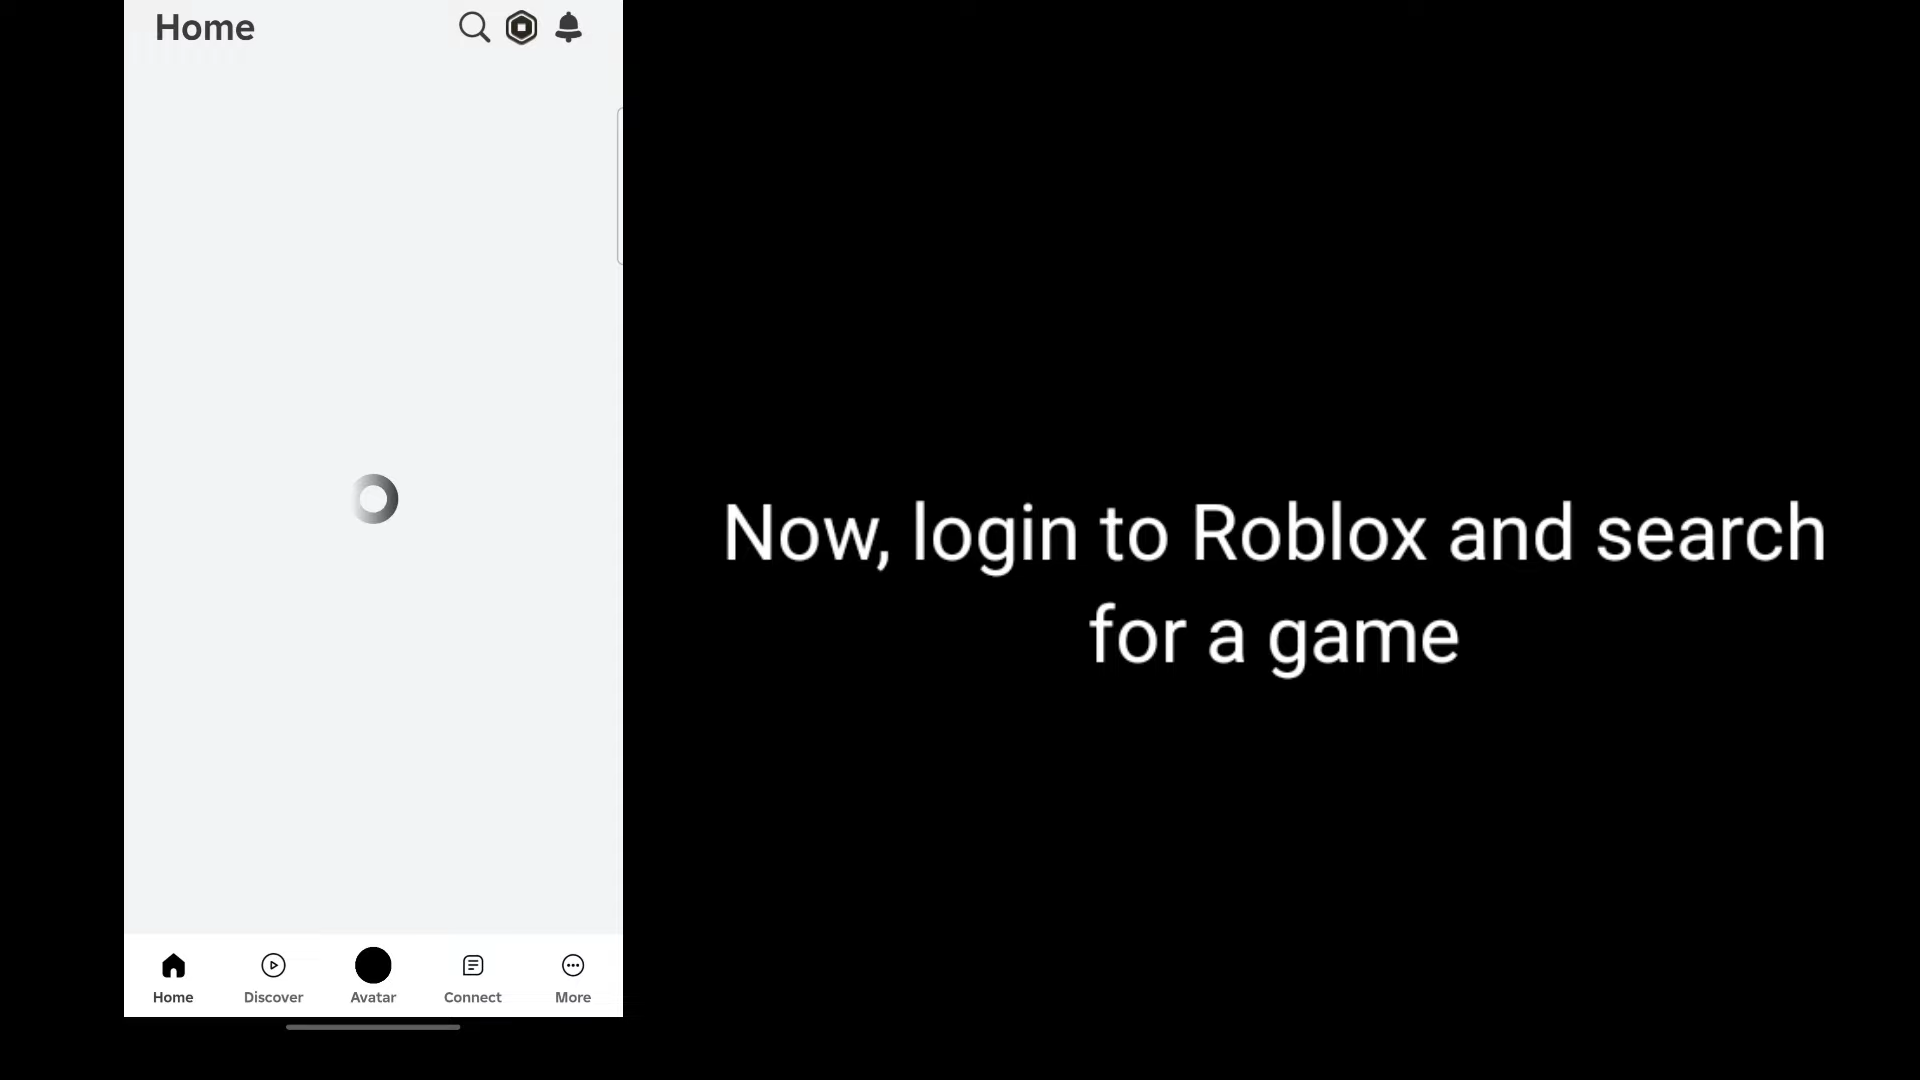 Home
Now, login to Roblox and search
for a game
Home
Discover
Avatar
Connect
More